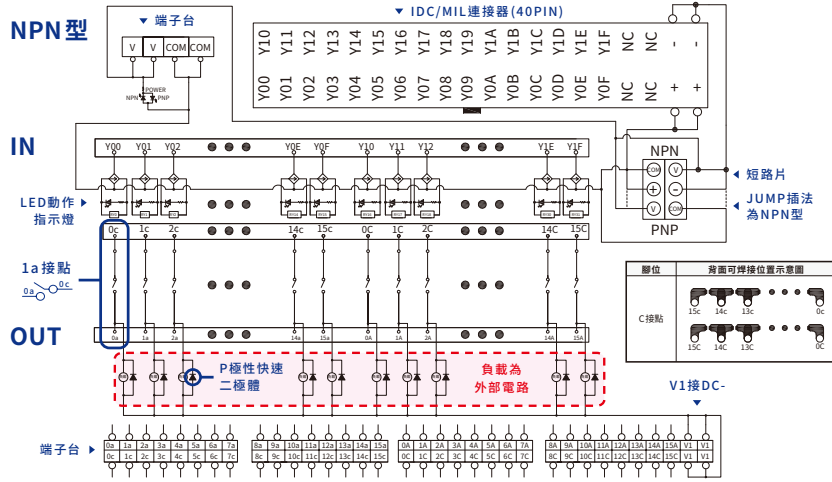 NPN型
端子台
V V COM COM
POWER
NPN PNP
IDC/MIL連接器(40PIN)
Y10 Y11 Y12 Y13 Y14 Y15 Y16 Y17 Y18 Y19 Y1A Y1B Y1C Y1D Y1E Y1F NC NC - -
Y00 Y01 Y02 Y03 Y04 Y05 Y06 Y07 Y08 Y09 Y0A Y0B Y0C Y0D Y0E Y0F NC NC + +
IN
Y00 Y01 Y02 Y0E Y0F Y10 Y11 Y12 Y1E Y1F
NPN
COM V
+ -
V COM
PNP
短路片
JUMP插法
為NPN型
LED動作
指示燈
0c 1c 2c 14c 15c 0C 1C 2C 14C 15C
1a接點
0a 0c
OUT
0a 1a 2a 14a 15a 0A 1A 2A 14A 15A
腳位 背面可焊接位置示意圖
C接點
15c 14c 13c 0c
15C 14C 13C 0C
P極性快速
二極體
負載為
外部電路
V1接DC-
端子台
0a 1a 2a 3a 4a 5a 6a 7a 8a 9a 10a 11a 12a 13a 14a 15a 0A 1A 2A 3A 4A 5A 6A 7A 8A 9A 10A 11A 12A 13A 14A 15A V1 V1
0c 1c 2c 3c 4c 5c 6c 7c 8c 9c 10c 11c 12c 13c 14c 15c 0C 1C 2C 3C 4C 5C 6C 7C 8C 9C 10C 11C 12C 13C 14C 15C V1 V1